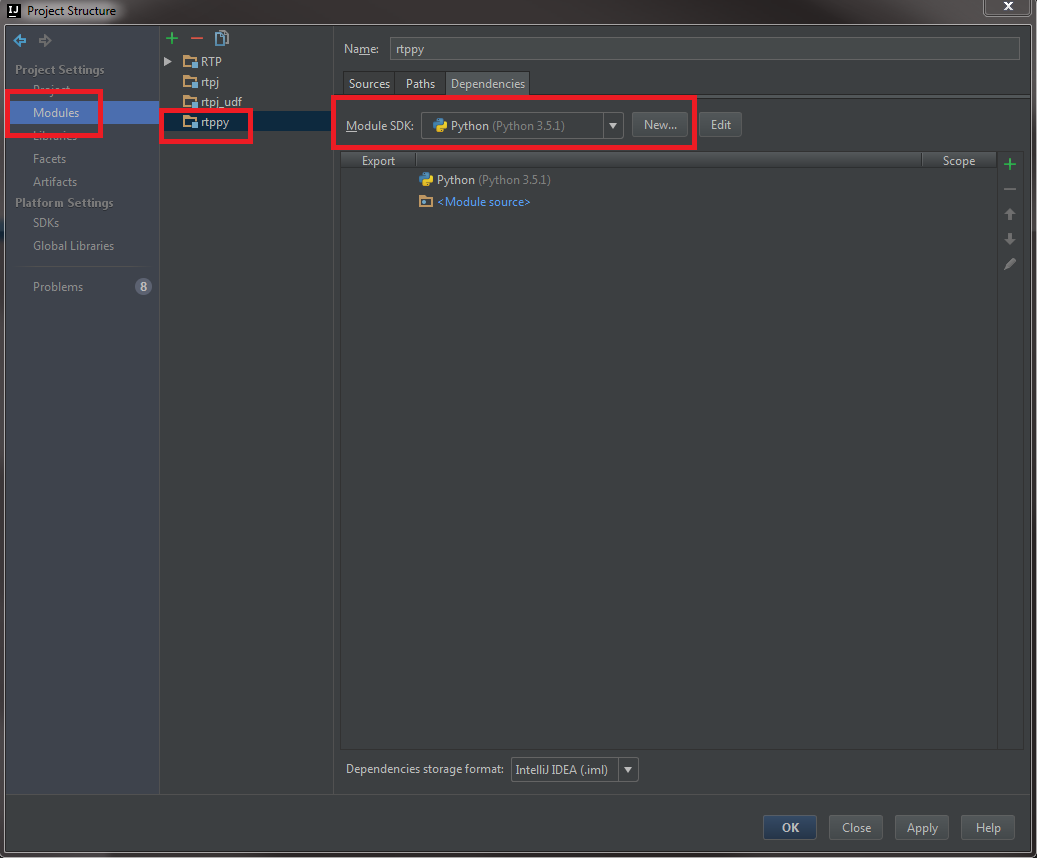 Project Structure
Project Settings
Project
Modules
Libraries
Facets
Artifacts
Platform Settings
SDKs
Global Libraries
Problems 8
RTP
rtpj
rtpj_udf
rtppy
Name: rtppy
Sources Paths Dependencies
Module SDK: Python (Python 3.5.1) New... Edit
Export Scope
Python (Python 3.5.1)
<Module source>
Dependencies storage format: IntelliJ IDEA (.iml)
OK Close Apply Help